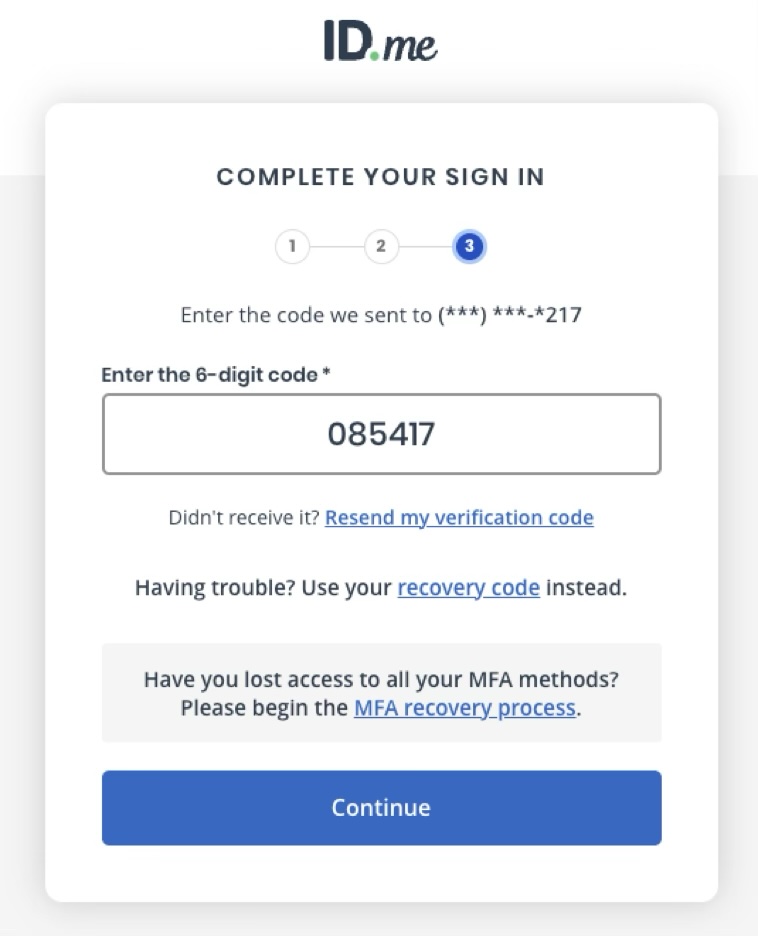 ID.me
COMPLETE YOUR SIGN IN
1 2 3
Enter the code we sent to (***) ***-*217
Enter the 6-digit code *
085417
Didn't receive it? Resend my verification code
Having trouble? Use your recovery code instead.
Have you lost access to all your MFA methods?
Please begin the MFA recovery process.
Continue